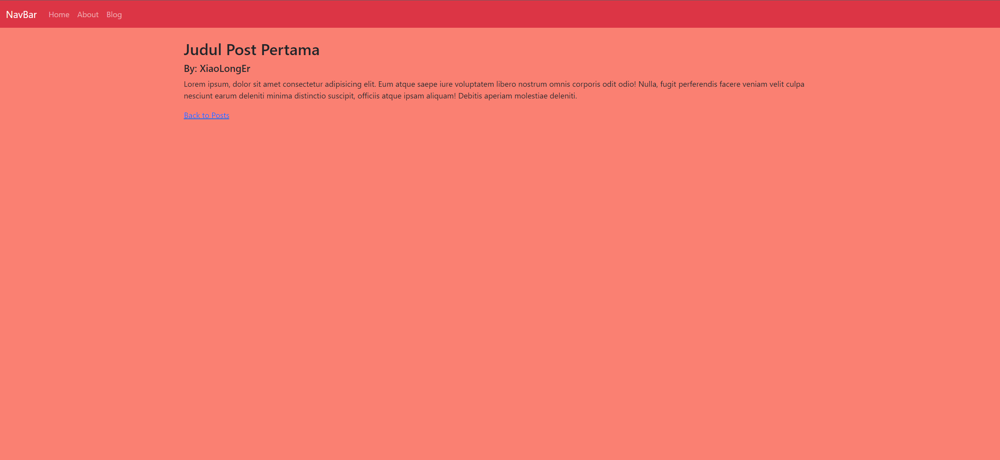 NavBar Home About Blog
Judul Post Pertama
By: XiaoLongEr
Lorem ipsum, dolor sit amet consectetur adipisicing elit. Eum atque saepe iure voluptatem libero nostrum omnis corporis odit odio! Nulla, fugit perferendis facere veniam velit culpa
nesciunt earum deleniti minima distinctio suscipit, officiis atque ipsam aliquam! Debitis aperiam molestiae deleniti.
Back to Posts